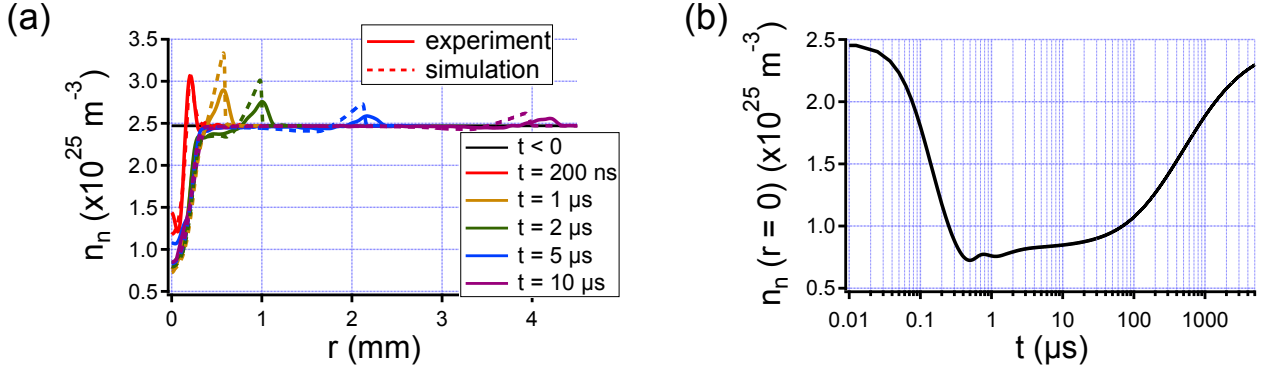 (a)
n_n (x10^25 m^-3)
3.5
3.0
2.5
2.0
1.5
1.0
0.5
0
1
2
3
4
r (mm)
experiment
simulation
t < 0
t = 200 ns
t = 1 µs
t = 2 µs
t = 5 µs
t = 10 µs
(b)
n_n (r = 0) (x10^25 m^-3)
2.5
2.0
1.5
1.0
0.5
0.01
0.1
1
10
100
1000
t (µs)